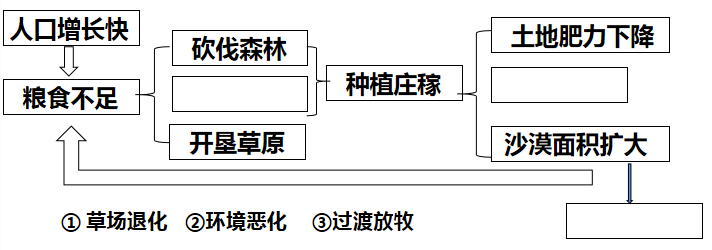 人口增长快
粮食不足
砍伐森林
开垦草原
种植庄稼
土地肥力下降
沙漠面积扩大
① 草场退化 ②环境恶化 ③过渡放牧